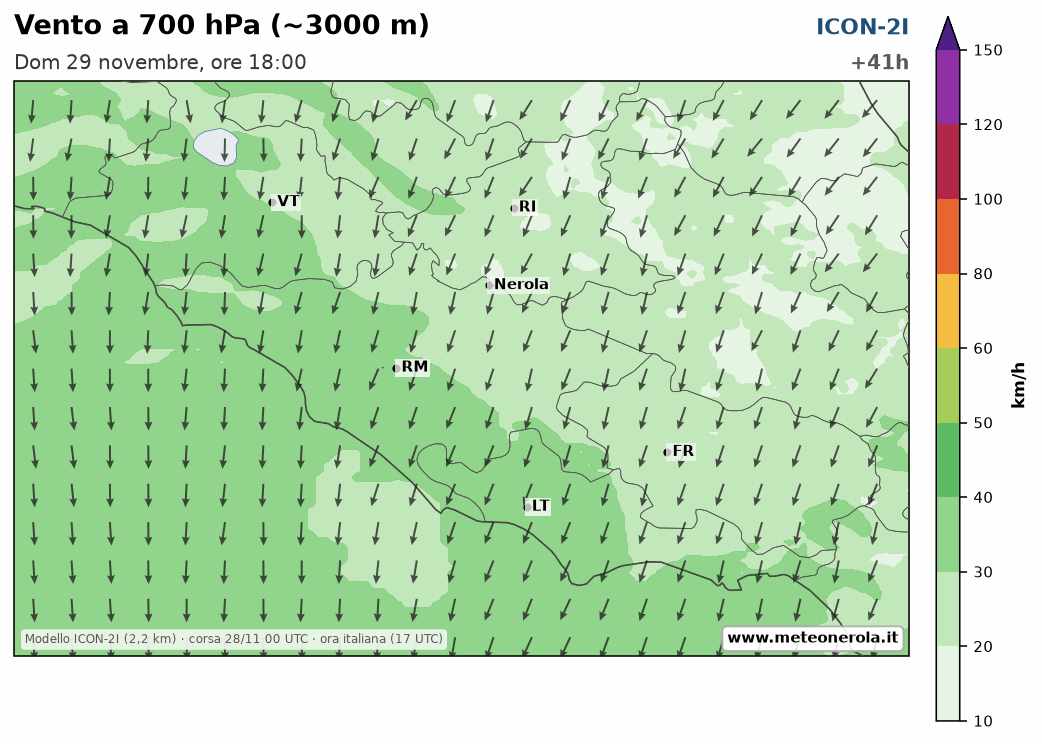 Vento a 700 hPa (~3000 m)
ICON-2I
Dom 29 novembre, ore 18:00
+41h
VT
RI
Nerola
RM
FR
LT
Modello ICON-2I (2,2 km) · corsa 28/11 00 UTC · ora italiana (17 UTC)
www.meteonerola.it
150
120
100
80
60
50
40
30
20
10
km/h